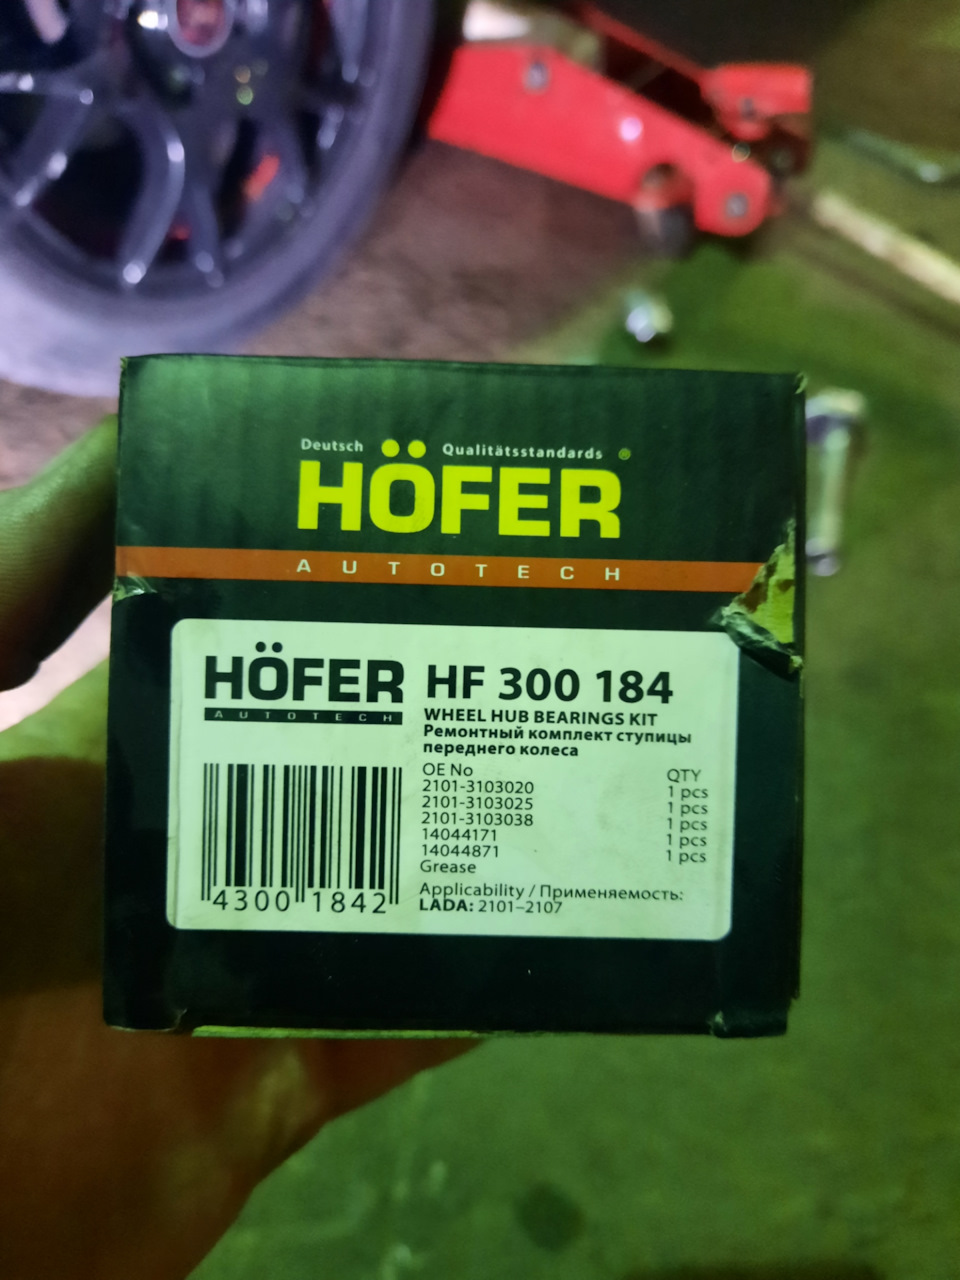 Deutsch Qualitätsstandards ®
HÖFER
AUTOTECH
HÖFER
AUTOTECH
HF 300 184
WHEEL HUB BEARINGS KIT
Ремонтный комплект ступицы
переднего колеса
OE No QTY
2101-3103020 1 pcs
2101-3103025 1 pcs
2101-3103038 1 pcs
14044171 1 pcs
14044871 1 pcs
Grease
Applicability / Применяемость:
LADA: 2101–2107
4300 1842